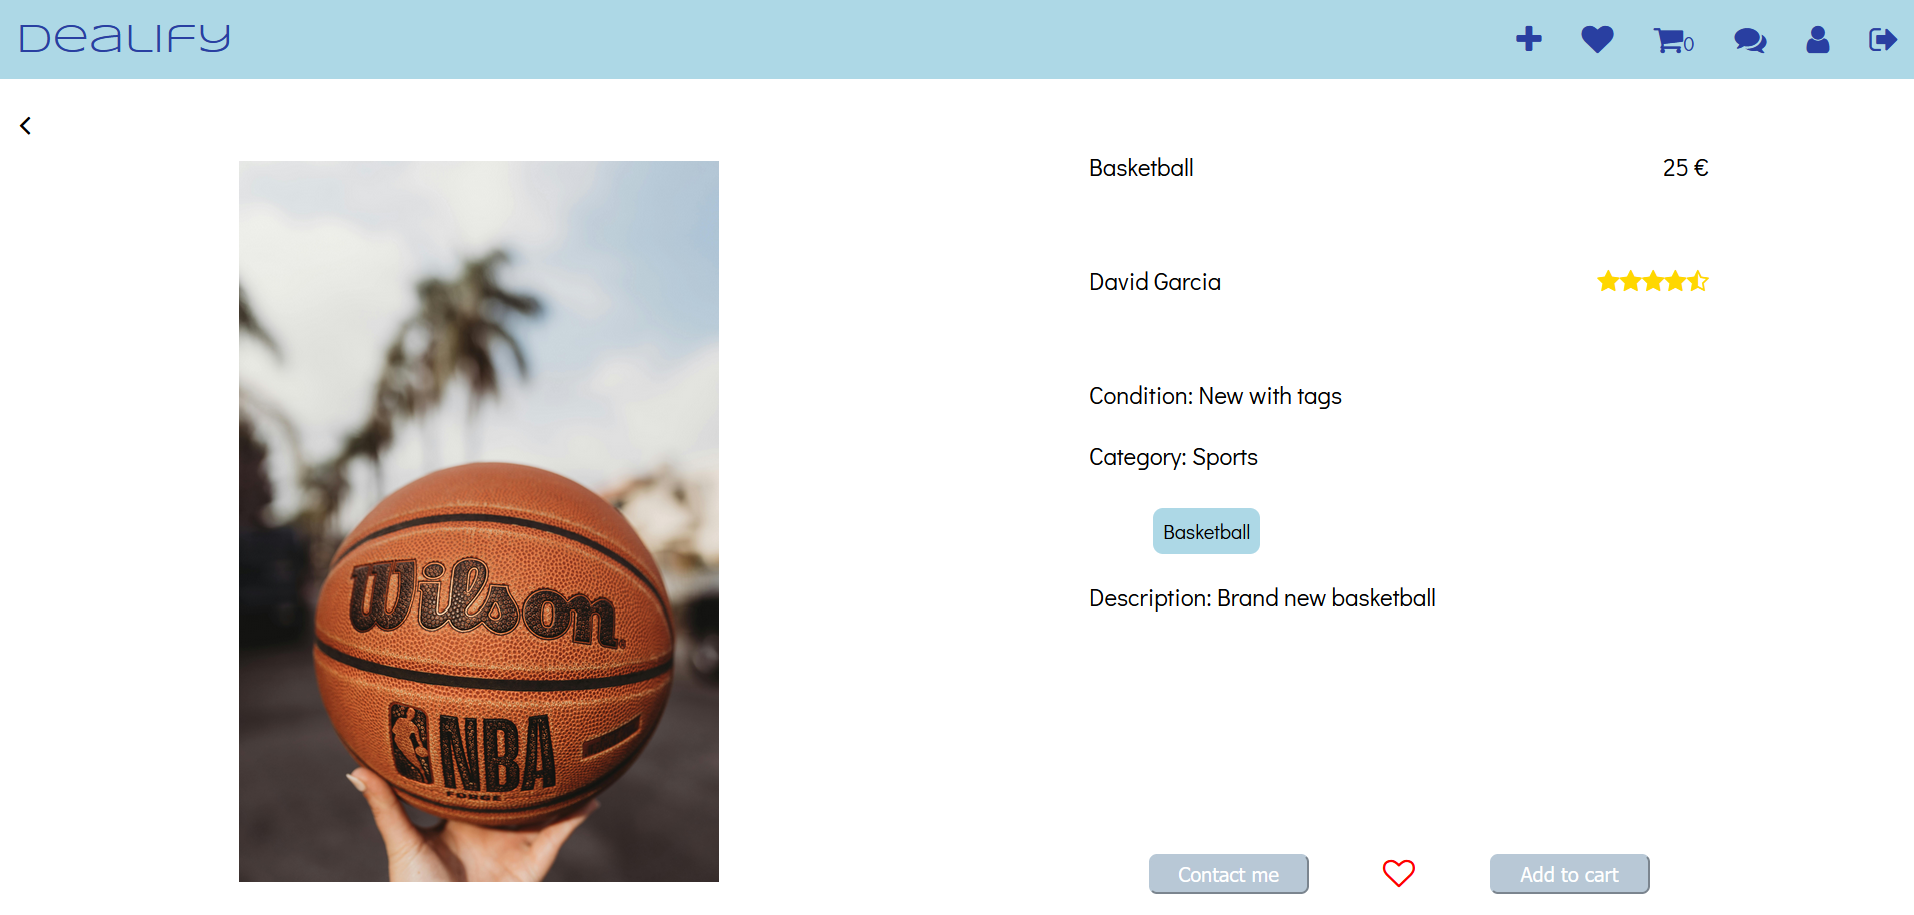 Dealify
0
Basketball 25 €
David Garcia
Condition: New with tags
Category: Sports
Basketball
Description: Brand new basketball
Wilson
NBA
FORGE
Contact me Add to cart